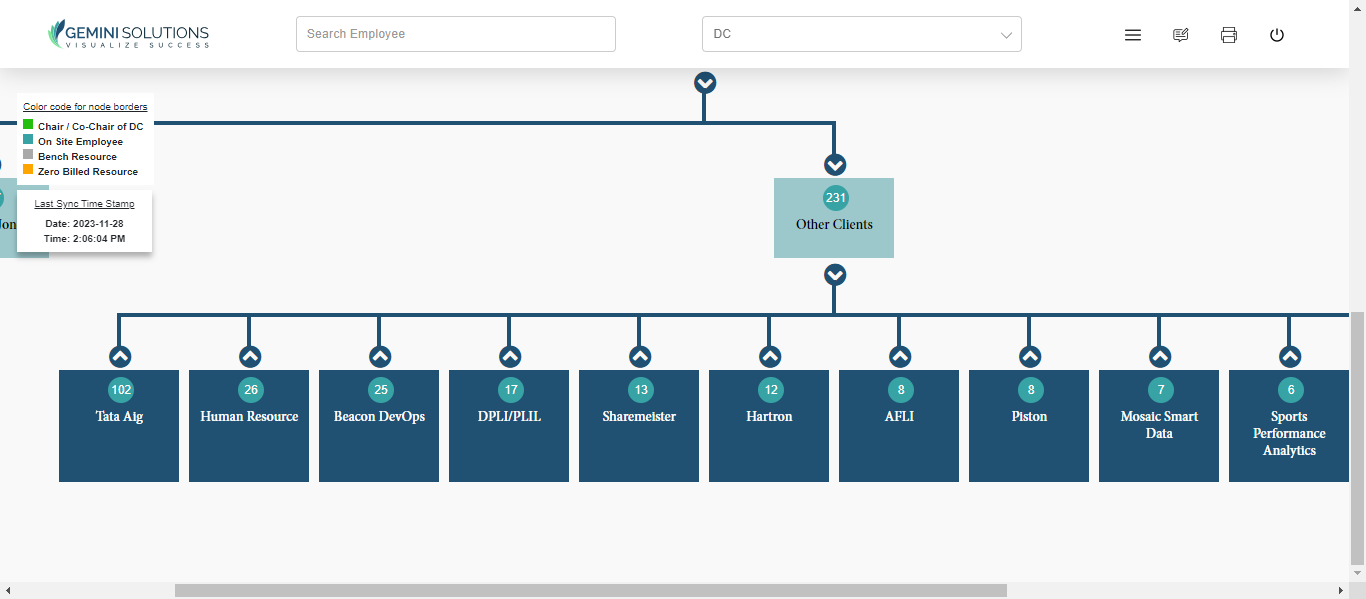 GEMINI SOLUTIONS
VISUALIZE SUCCESS
Search Employee
DC
Color code for node borders
Chair / Co-Chair of DC
On Site Employee
Bench Resource
Zero Billed Resource
Last Sync Time Stamp
Date: 2023-11-28
Time: 2:06:04 PM
231
Other Clients
102
Tata Aig
26
Human Resource
25
Beacon DevOps
17
DPLI/PLIL
13
Sharemeister
12
Hartron
8
AFLI
8
Piston
7
Mosaic Smart
Data
6
Sports
Performance
Analytics